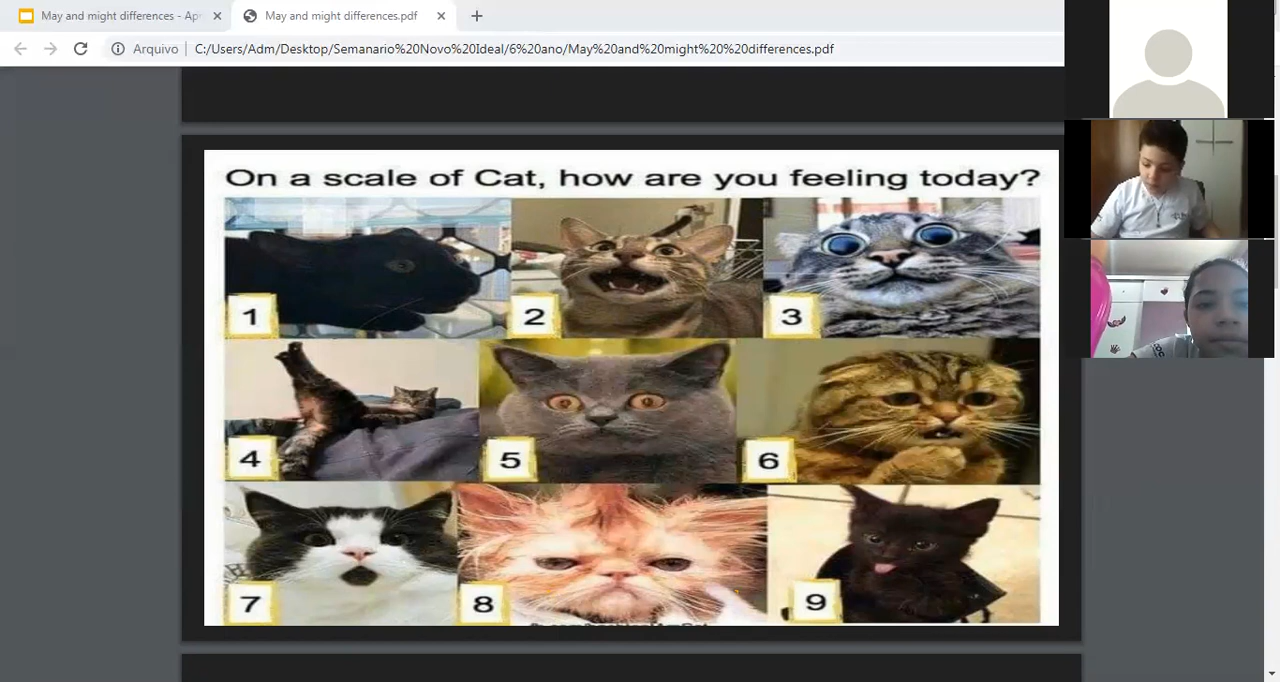 May and might differences - Apr
May and might differences.pdf
Arquivo
C:/Users/Adm/Desktop/Semanario%20Novo%20Ideal/6%20ano/May%20and%20might%20%20differences.pdf
On a scale of Cat, how are you feeling today?
1
2
3
4
5
6
7
8
9